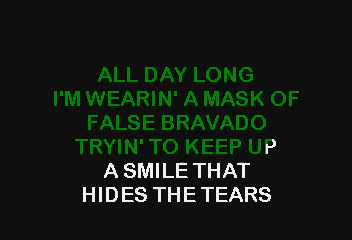 ALL DAY LONG
I'M WEARIN' A MASK OF
FALSE BRAVADO
TRYIN' TO KEEP UP
A SMILE THAT
HIDES THE TEARS